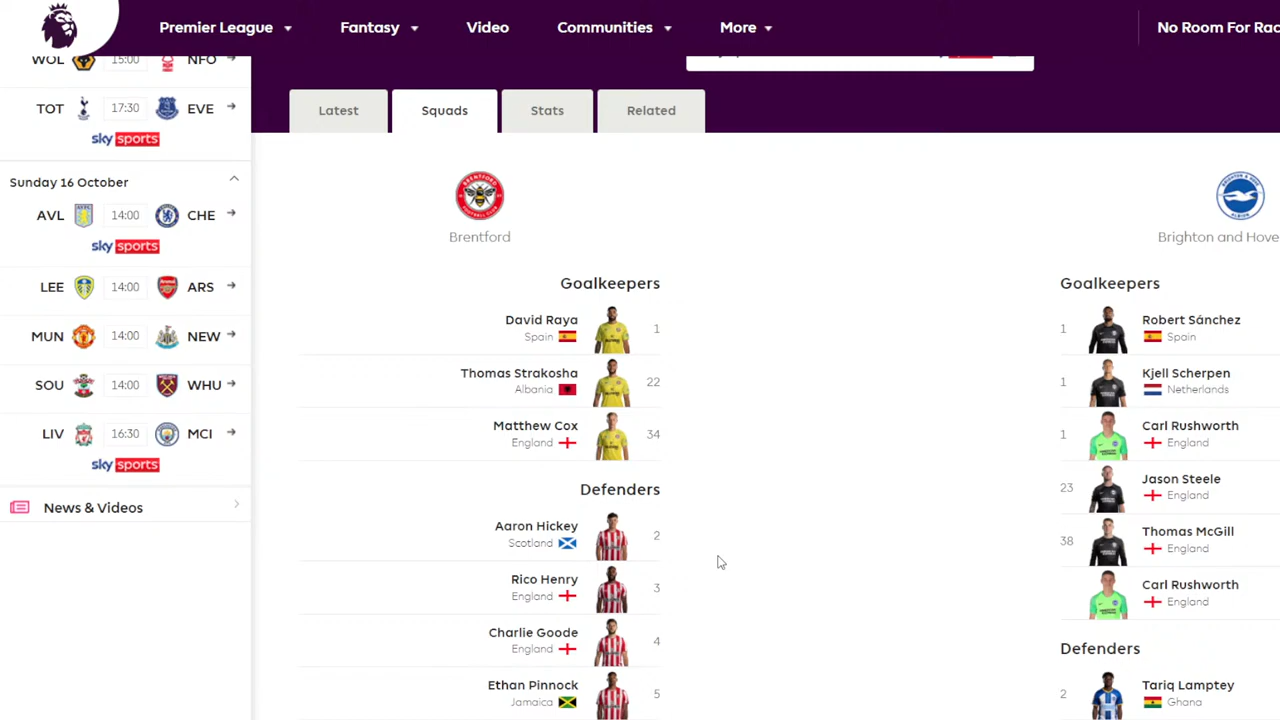 Premier League
Fantasy
Video
Communities
More
No Room For Rac
WOL 15:00 NFO
TOT 17:30 EVE
sky sports
Sunday 16 October
AVL 14:00 CHE
sky sports
LEE 14:00 ARS
MUN 14:00 NEW
SOU 14:00 WHU
LIV 16:30 MCI
sky sports
News & Videos
Latest
Squads
Stats
Related
Brentford
Goalkeepers
David Raya 1
Spain
Thomas Strakosha 22
Albania
Matthew Cox 34
England
Defenders
Aaron Hickey 2
Scotland
Rico Henry 3
England
Charlie Goode 4
England
Ethan Pinnock 5
Jamaica
Brighton and Hove
Goalkeepers
1 Robert Sánchez
Spain
1 Kjell Scherpen
Netherlands
1 Carl Rushworth
England
23 Jason Steele
England
38 Thomas McGill
England
Carl Rushworth
England
Defenders
2 Tariq Lamptey
Ghana